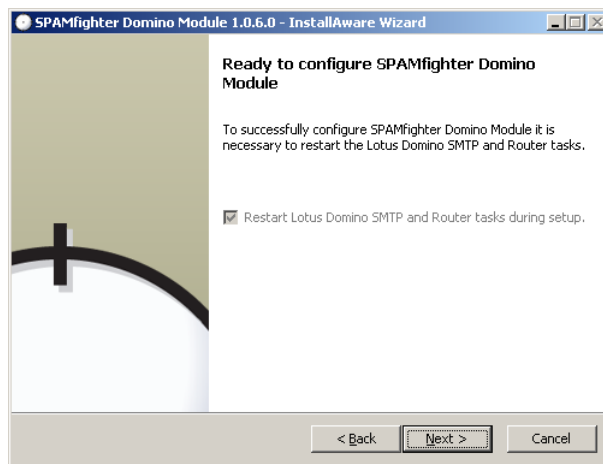 SPAMfighter Domino Module 1.0.6.0 - InstallAware Wizard
Ready to configure SPAMfighter Domino
Module
To successfully configure SPAMfighter Domino Module it is
necessary to restart the Lotus Domino SMTP and Router tasks.
Restart Lotus Domino SMTP and Router tasks during setup.
< Back Next > Cancel